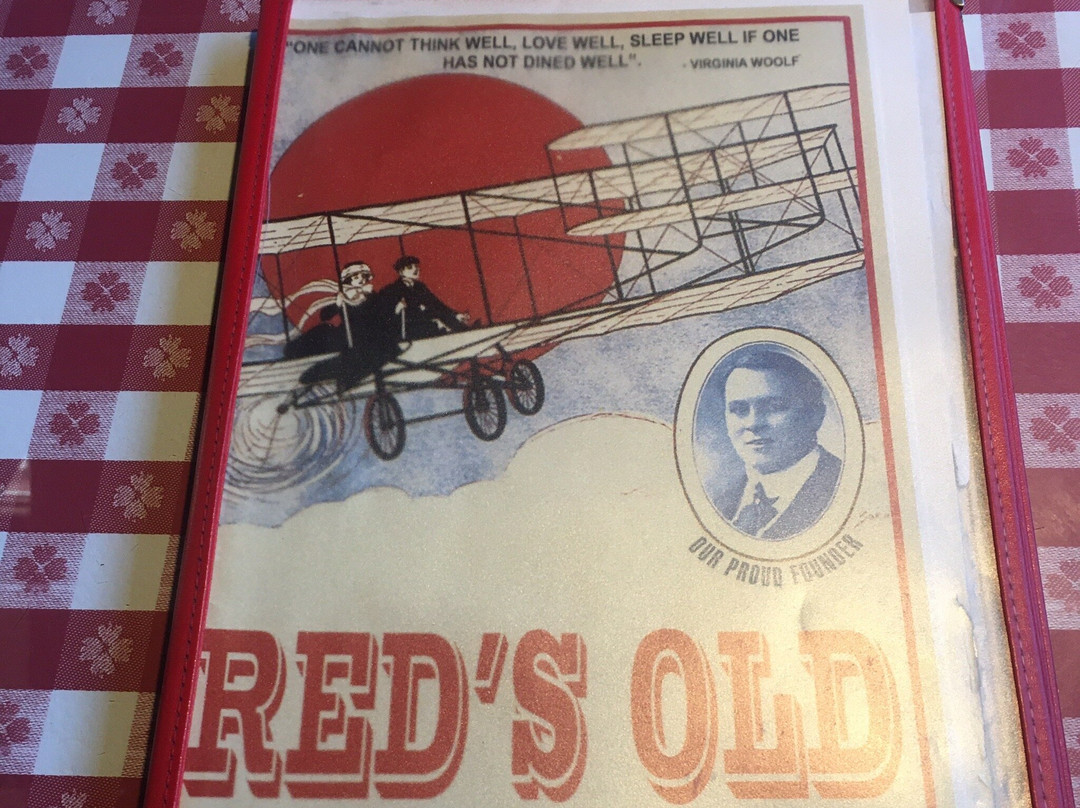 "ONE CANNOT THINK WELL, LOVE WELL, SLEEP WELL IF ONE
HAS NOT DINED WELL". - VIRGINIA WOOLF
OUR PROUD FOUNDER
RED'S OLD